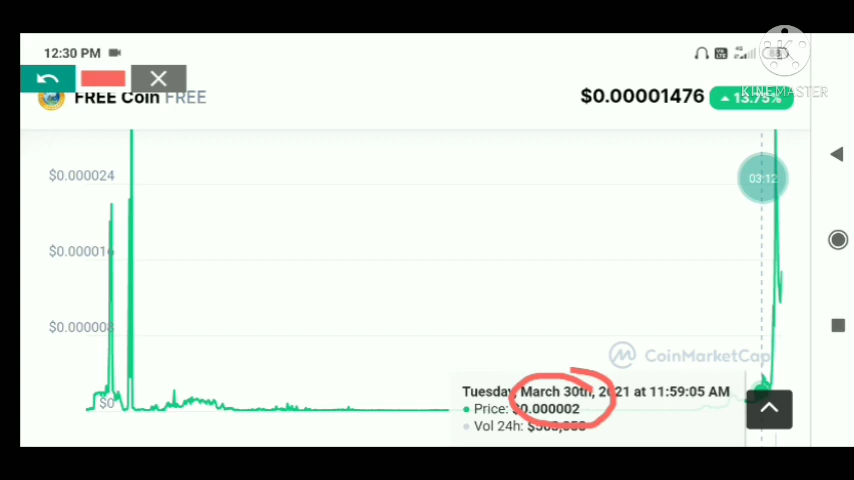 12:30 PM
FREE Coin FREE
$0.00001476
13.75%
KINEMASTER
$0.000024
03:12
$0.000016
$0.000008
CoinMarketCap
Tuesday, March 30th, 2021 at 11:59:05 AM
$0
Price: $0.000002
Vol 24h: